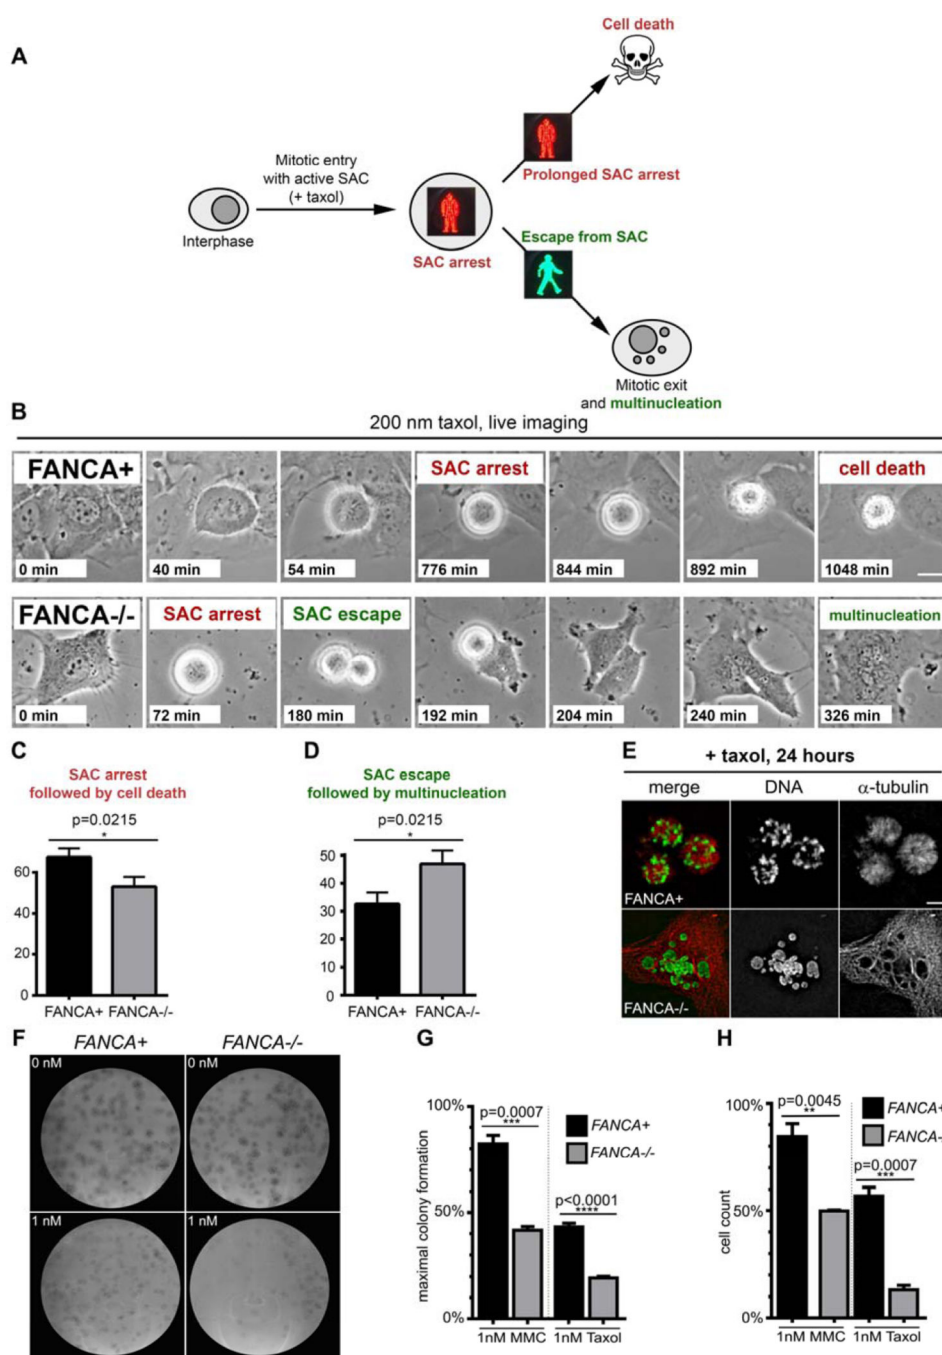 A
Cell death
Mitotic entry
with active SAC
(+ taxol)
Prolonged SAC arrest
Interphase
Escape from SAC
SAC arrest
Mitotic exit
and multinucleation
B
200 nm taxol, live imaging
FANCA+
SAC arrest
cell death
0 min
40 min
54 min
776 min
844 min
892 min
1048 min
FANCA-/-
SAC arrest
SAC escape
multinucleation
0 min
72 min
180 min
192 min
204 min
240 min
326 min
C
SAC arrest
followed by cell death
p=0.0215
*
60
40
20
0
FANCA+ FANCA-/-
D
SAC escape
followed by multinucleation
p=0.0215
*
50
40
30
20
10
0
FANCA+ FANCA-/-
E
+ taxol, 24 hours
merge DNA α-tubulin
FANCA+
FANCA-/-
F
FANCA+ FANCA-/-
0 nM 0 nM
1 nM 1 nM
G
maximal colony formation
100%
50%
0%
p=0.0007
***
p<0.0001
****
FANCA+
FANCA-/-
1nM MMC 1nM Taxol
H
cell count
100%
50%
0%
p=0.0045
**
p=0.0007
***
FANCA+
FANCA-/
1nM MMC 1nM Taxol